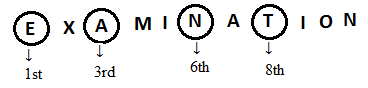 E X A M I N A T I O N
↓ ↓ ↓ ↓
1st 3rd 6th 8th